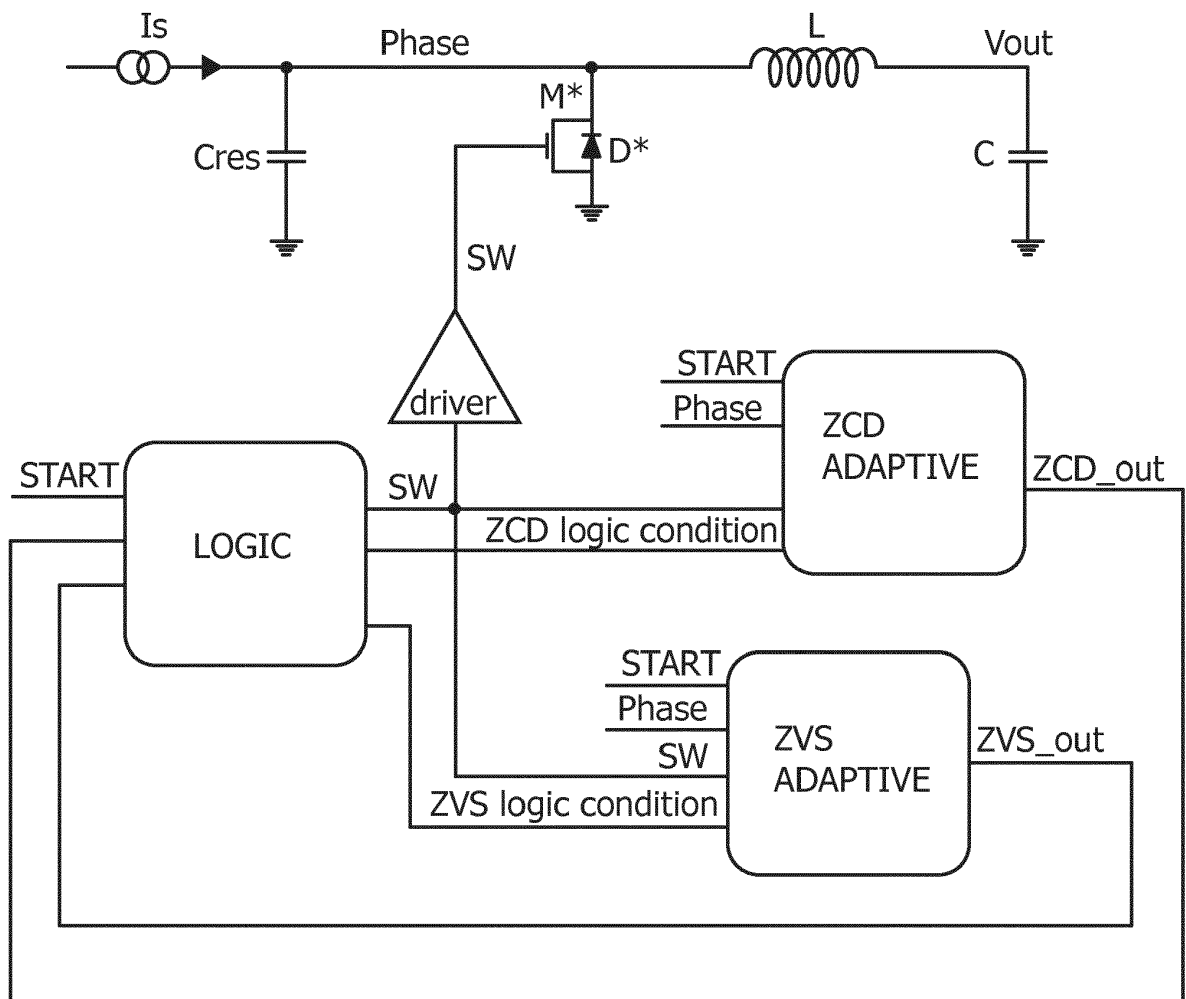 Is
Phase
L
Vout
M*
D*
Cres
C
SW
driver
START
Phase
ZCD
ADAPTIVE
ZCD_out
START
SW
ZCD logic condition
LOGIC
START
Phase
SW
ZVS logic condition
ZVS
ADAPTIVE
ZVS_out